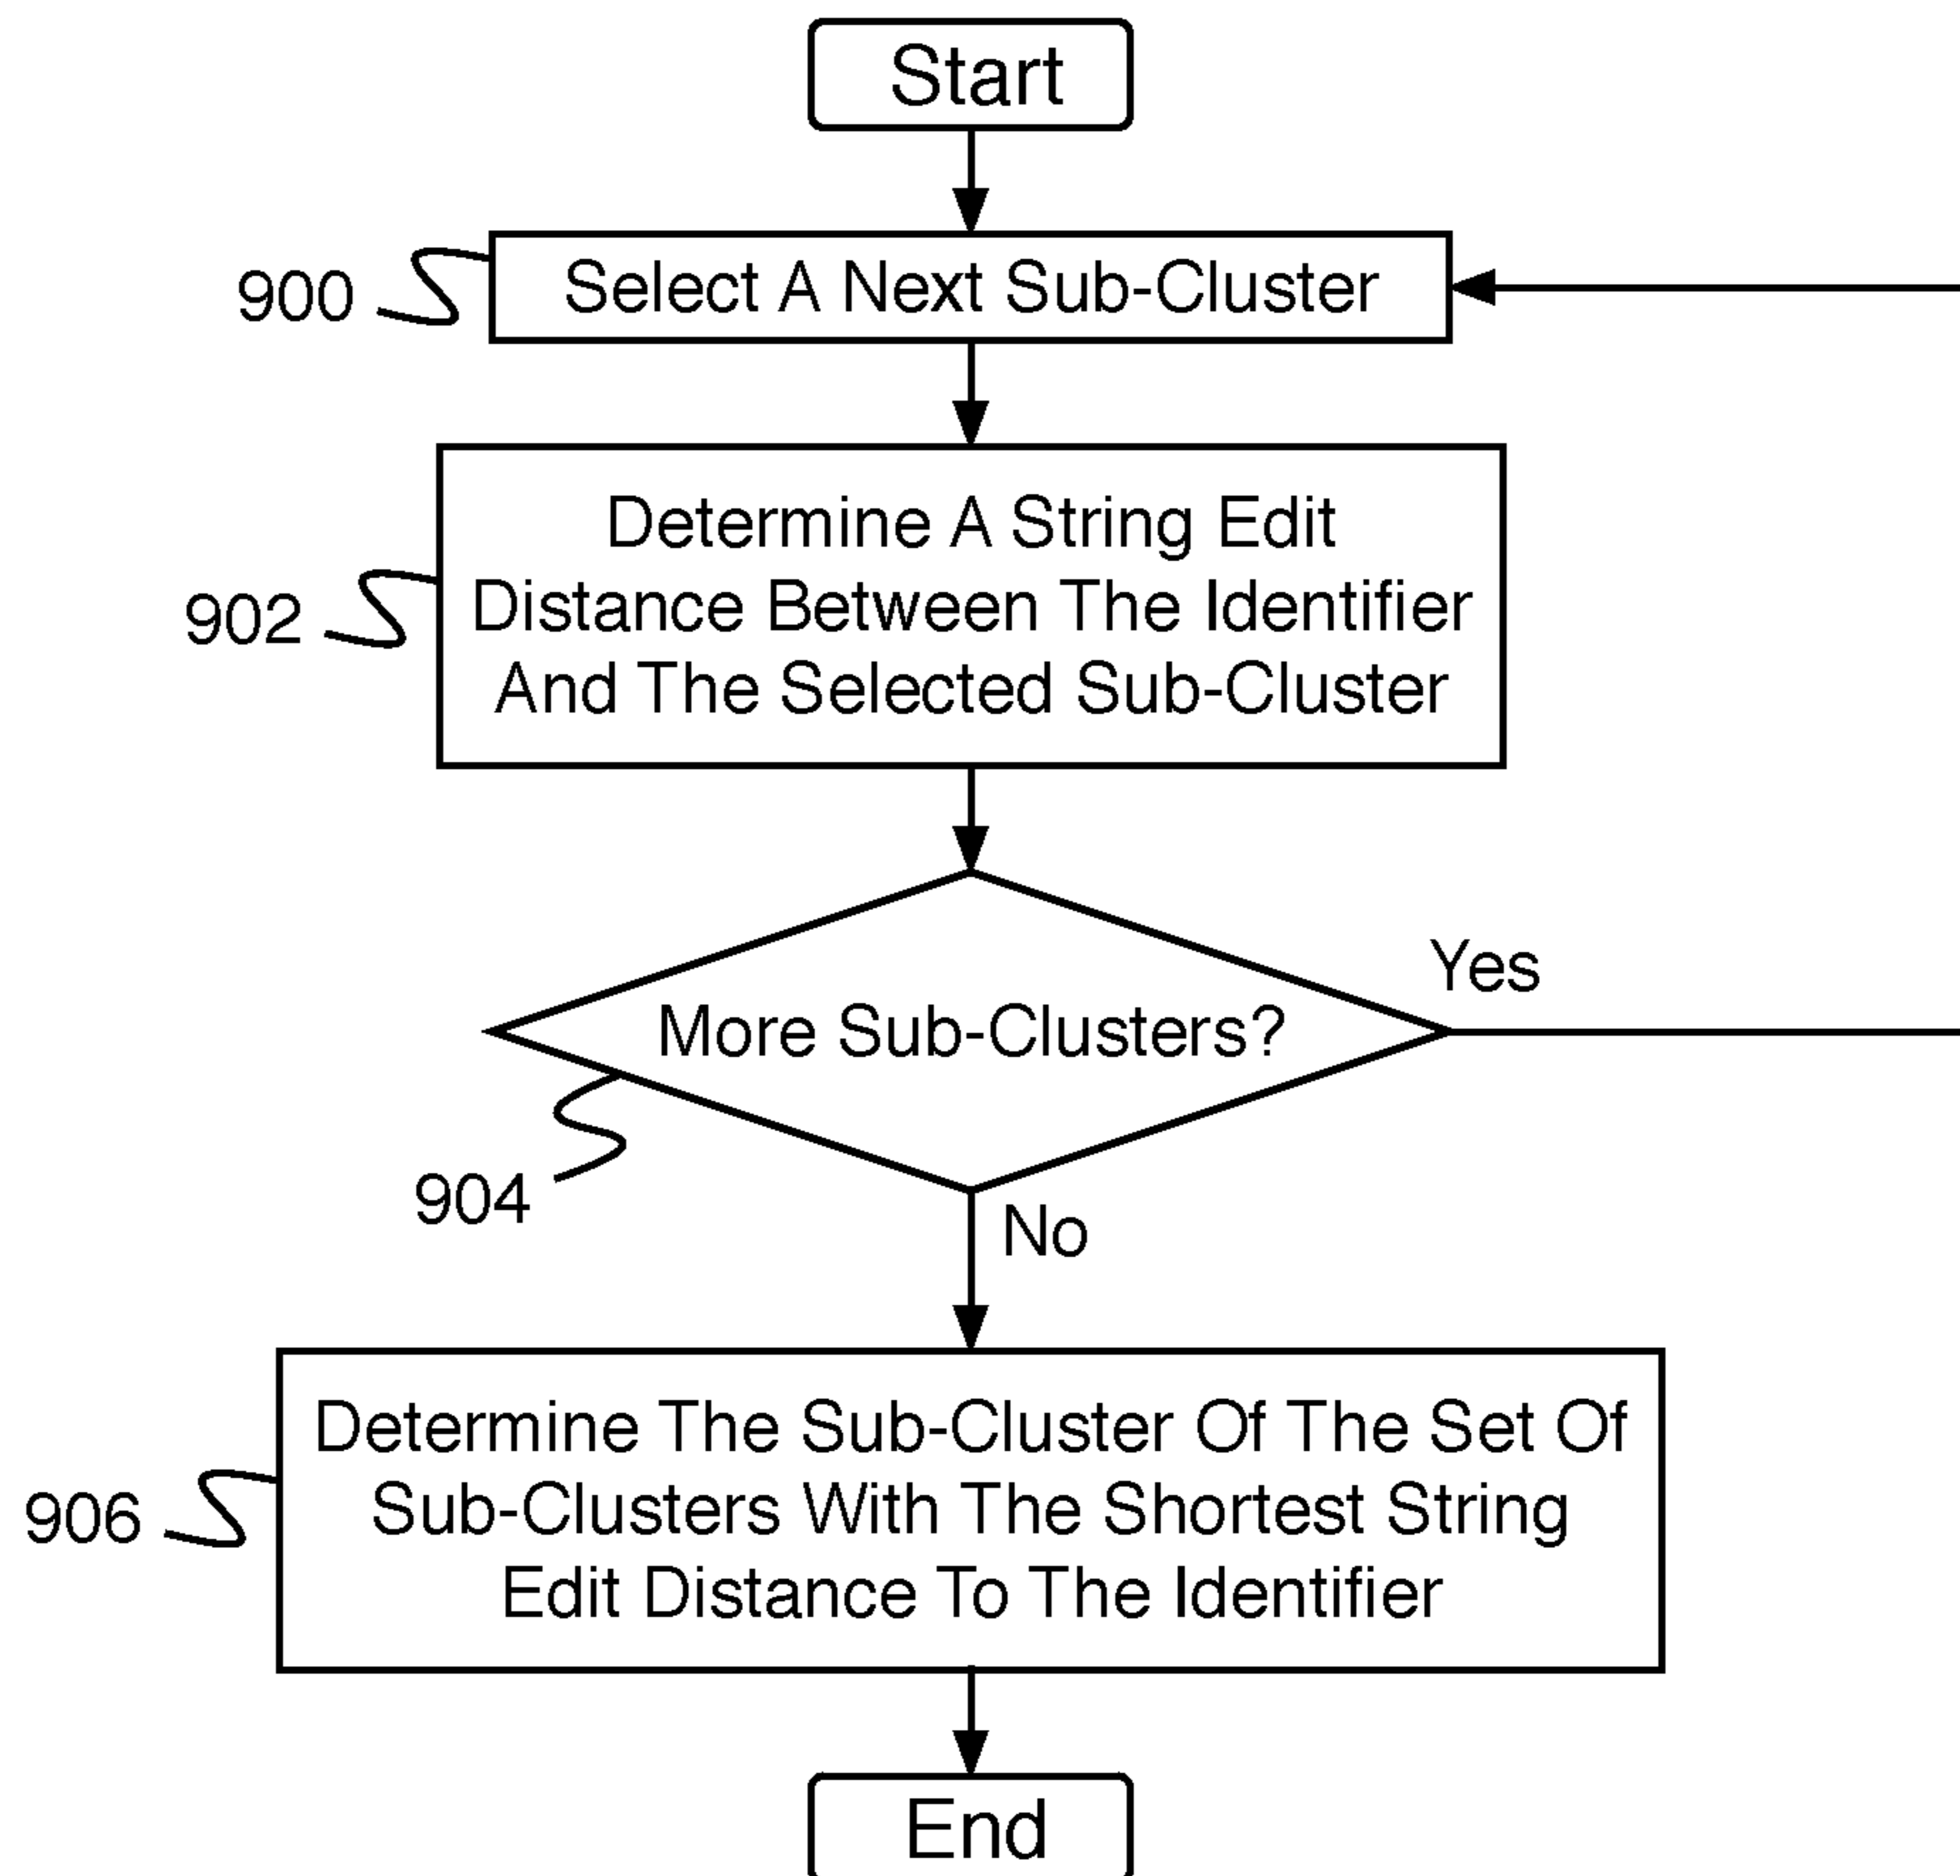 Start
900
Select A Next Sub-Cluster
902
Determine A String Edit
Distance Between The Identifier
And The Selected Sub-Cluster
Yes
More Sub-Clusters?
904
No
906
Determine The Sub-Cluster Of The Set Of
Sub-Clusters With The Shortest String
Edit Distance To The Identifier
End